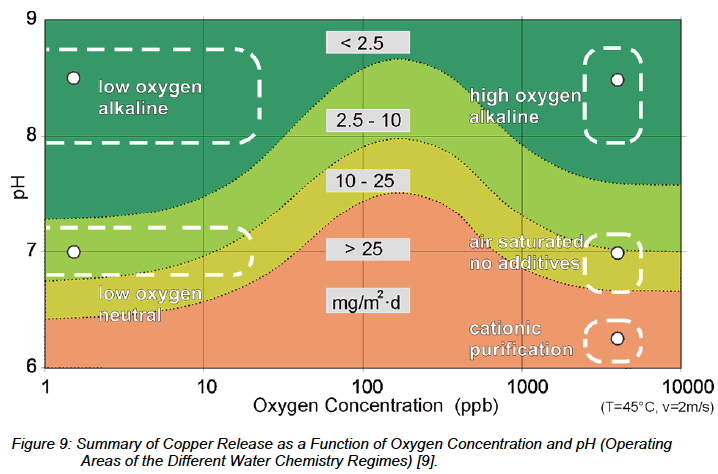 9
< 2.5
low oxygen
alkaline
high oxygen
alkaline
2.5 - 10
8
10 - 25
pH
7
> 25
air saturated
no additives
low oxygen
neutral
mg/m²·d
cationic
purification
6
1 10 100 1000 10000
Oxygen Concentration (ppb)
(T=45°C, v=2m/s)
Figure 9: Summary of Copper Release as a Function of Oxygen Concentration and pH (Operating
Areas of the Different Water Chemistry Regimes) [9].